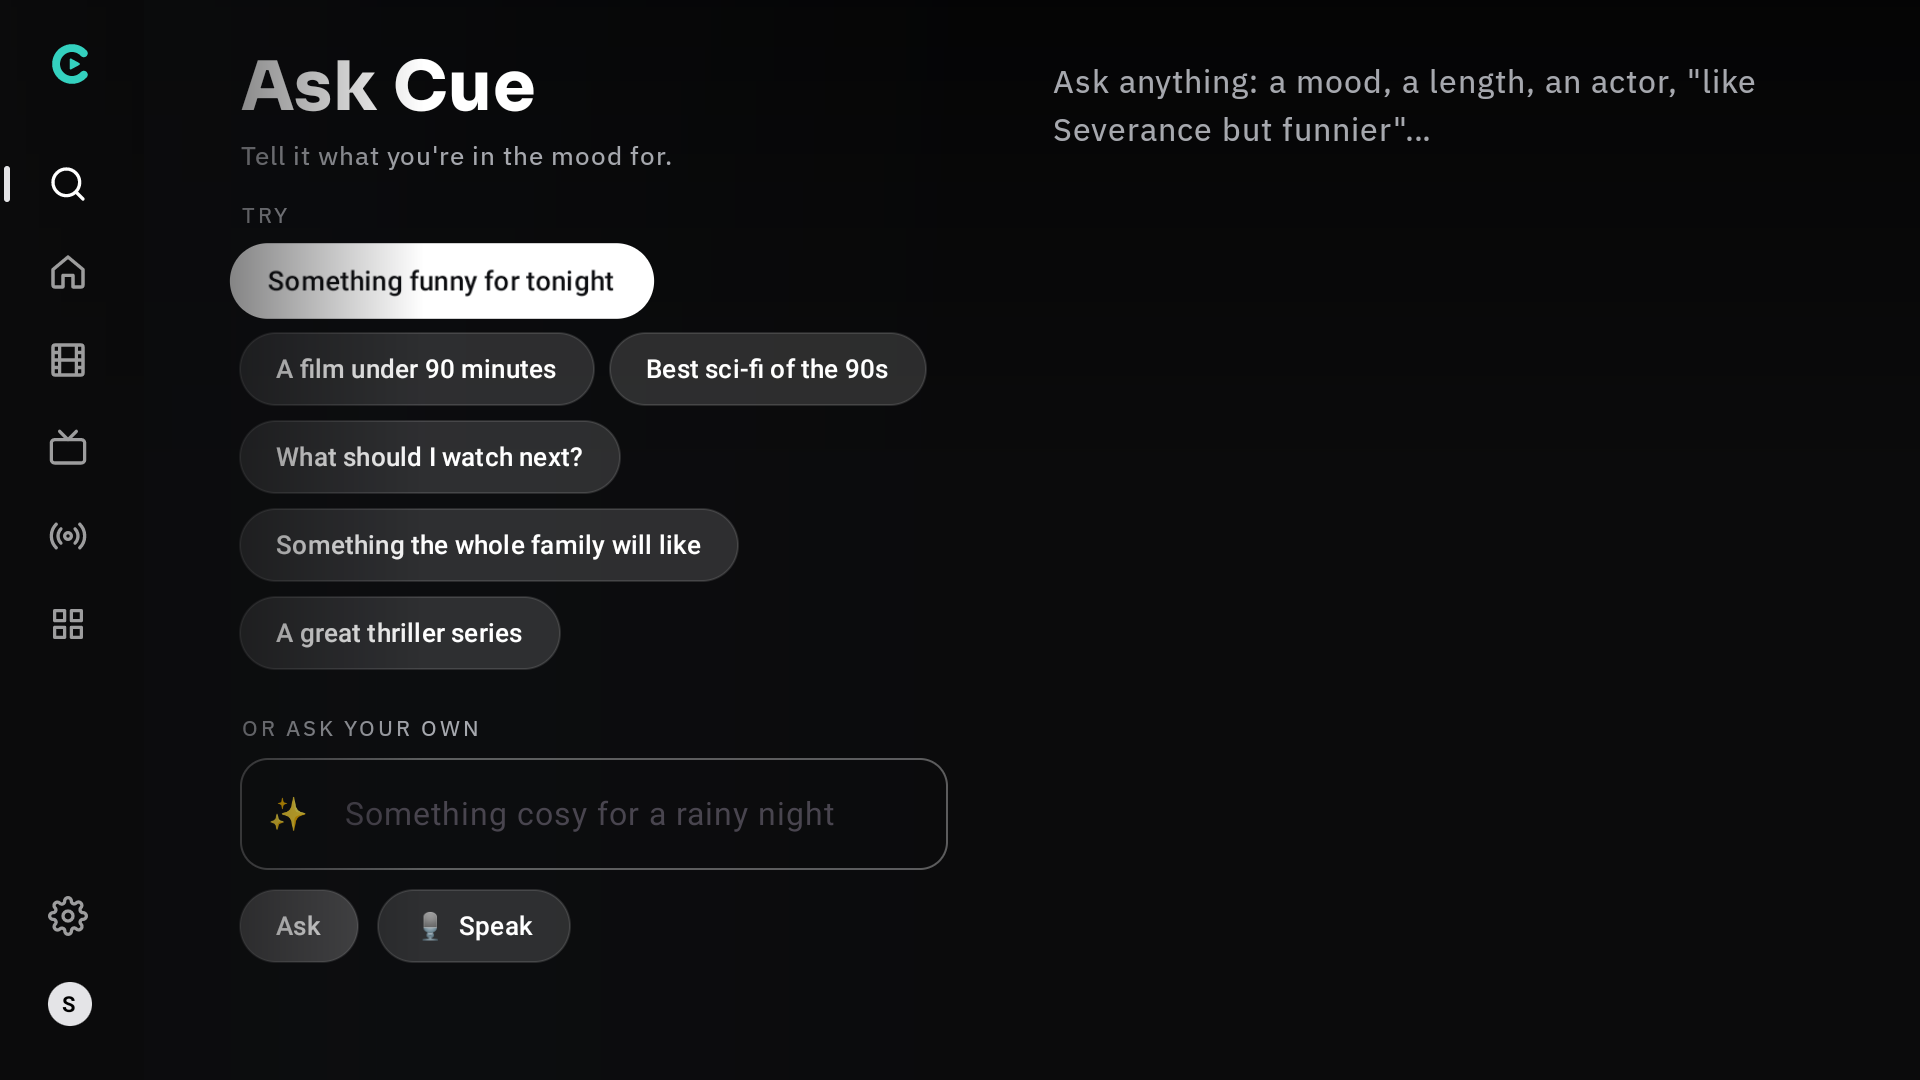 Ask Cue
Tell it what you're in the mood for.
TRY
Something funny for tonight
A film under 90 minutes
Best sci-fi of the 90s
What should I watch next?
Something the whole family will like
A great thriller series
OR ASK YOUR OWN
Something cosy for a rainy night
Ask
Speak
Ask anything: a mood, a length, an actor, "like
Severance but funnier"...
S